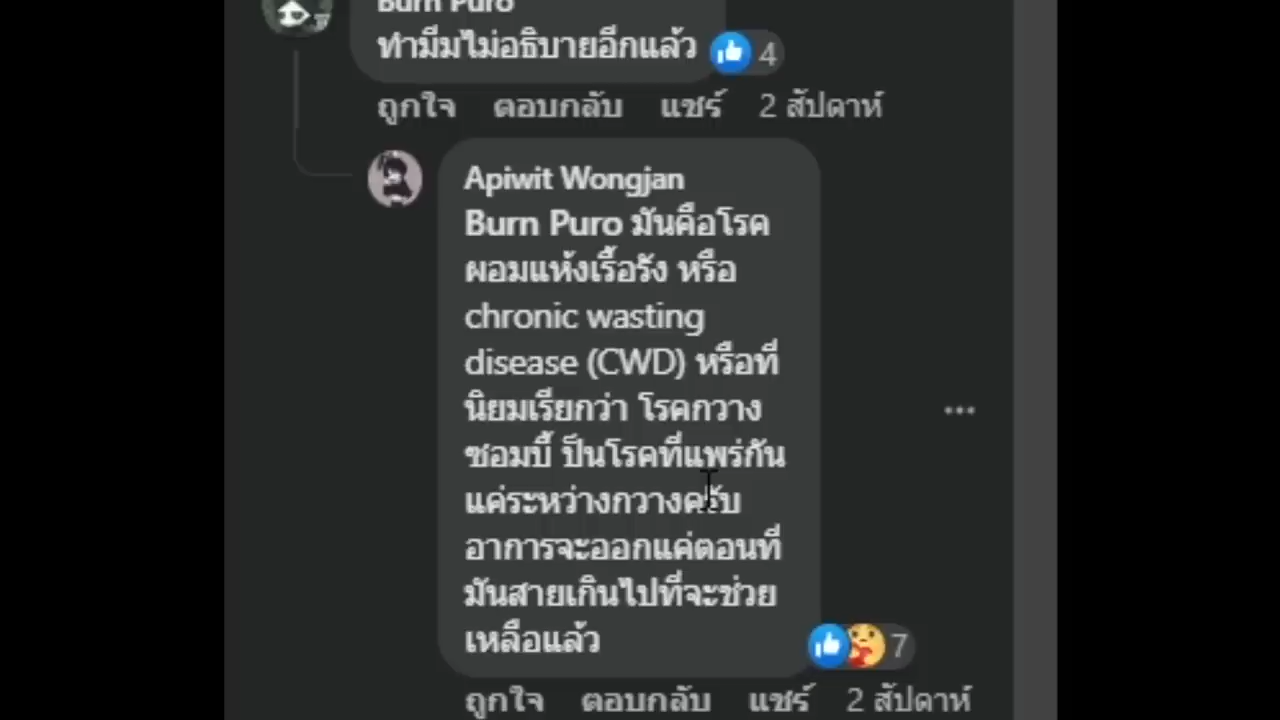 Burn Puro
ทำมีมไม่อธิบายอีกแล้ว 4
ถูกใจ ตอบกลับ แชร์ 2 สัปดาห์
Apiwit Wongjan
Burn Puro มันคือโรค
ผอมแห้งเรื้อรัง หรือ
chronic wasting
disease (CWD) หรือที่
นิยมเรียกว่า โรคกวาง
ซอมบี้ ป็นโรคที่แพร่กัน
แค่ระหว่างกวางครับ
อาการจะออกแค่ตอนที่
มันสายเกินไปที่จะช่วย
เหลือแล้ว
7
ถูกใจ ตอบกลับ แชร์ 2 สัปดาห์